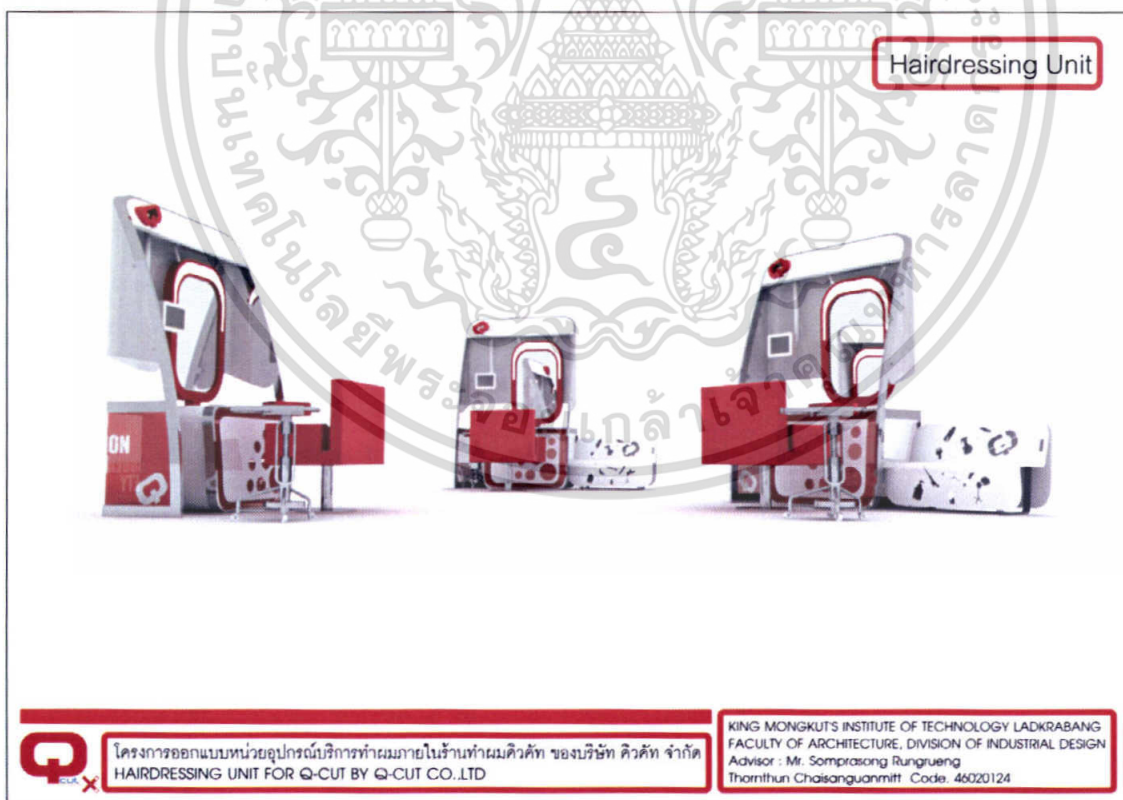 Hairdressing Unit
ON
Q
CUT
โครงการออกแบบหน่วยอุปกรณ์บริการทำผมภายในร้านทำผมคิวคัท ของบริษัท คิวคัท จำกัด
HAIRDRESSING UNIT FOR Q-CUT BY Q-CUT CO.,LTD
KING MONGKUT'S INSTITUTE OF TECHNOLOGY LADKRABANG
FACULTY OF ARCHITECTURE, DIVISION OF INDUSTRIAL DESIGN
Advisor : Mr. Somprasong Rungrueng
Thornthun Chaisanguanmitt Code. 46020124